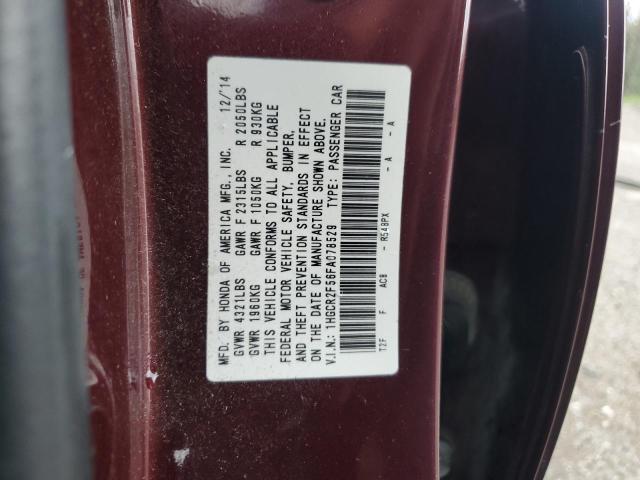 MFD. BY HONDA OF AMERICA MFG., INC. 12/'14
GVWR 4321LBS GAWR F 2315LBS R 2050LBS
GVWR 1960KG GAWR F 1050KG R 930KG
THIS VEHICLE CONFORMS TO ALL APPLICABLE
FEDERAL MOTOR VEHICLE SAFETY, BUMPER,
AND THEFT PREVENTION STANDARDS IN EFFECT
ON THE DATE OF MANUFACTURE SHOWN ABOVE.
V.I.N.: 1HGCR2F56FA078529 TYPE: PASSENGER CAR
T2F F AC8 - R548PX - A - A